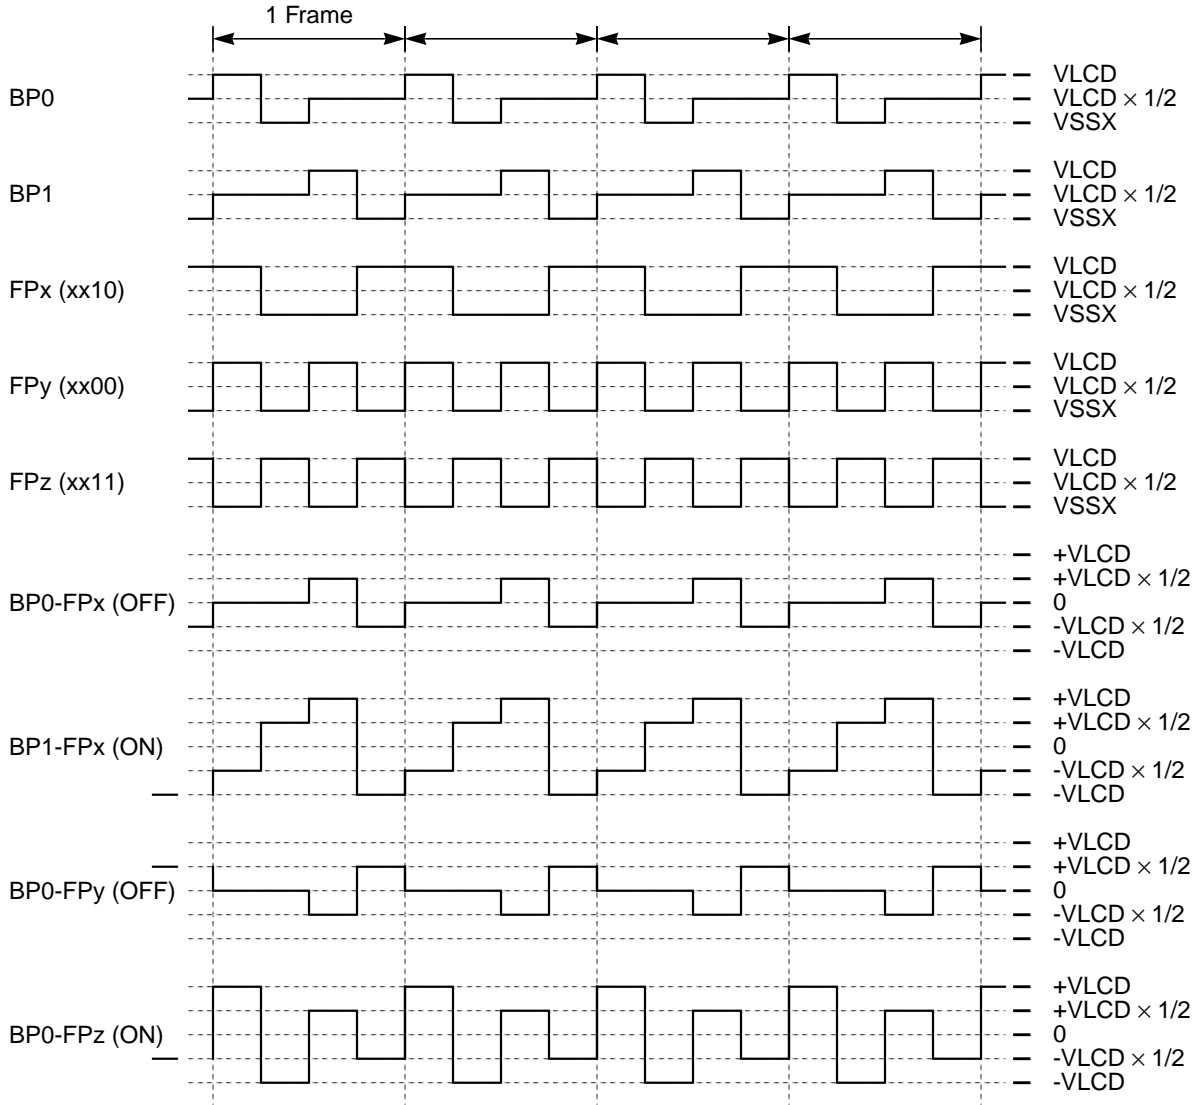 1 Frame
BP0
VLCD
VLCD × 1/2
VSSX
BP1
VLCD
VLCD × 1/2
VSSX
FPx (xx10)
VLCD
VLCD × 1/2
VSSX
FPy (xx00)
VLCD
VLCD × 1/2
VSSX
FPz (xx11)
VLCD
VLCD × 1/2
VSSX
BP0-FPx (OFF)
+VLCD
+VLCD × 1/2
0
-VLCD × 1/2
-VLCD
BP1-FPx (ON)
+VLCD
+VLCD × 1/2
0
-VLCD × 1/2
-VLCD
BP0-FPy (OFF)
+VLCD
+VLCD × 1/2
0
-VLCD × 1/2
-VLCD
BP0-FPz (ON)
+VLCD
+VLCD × 1/2
0
-VLCD × 1/2
-VLCD